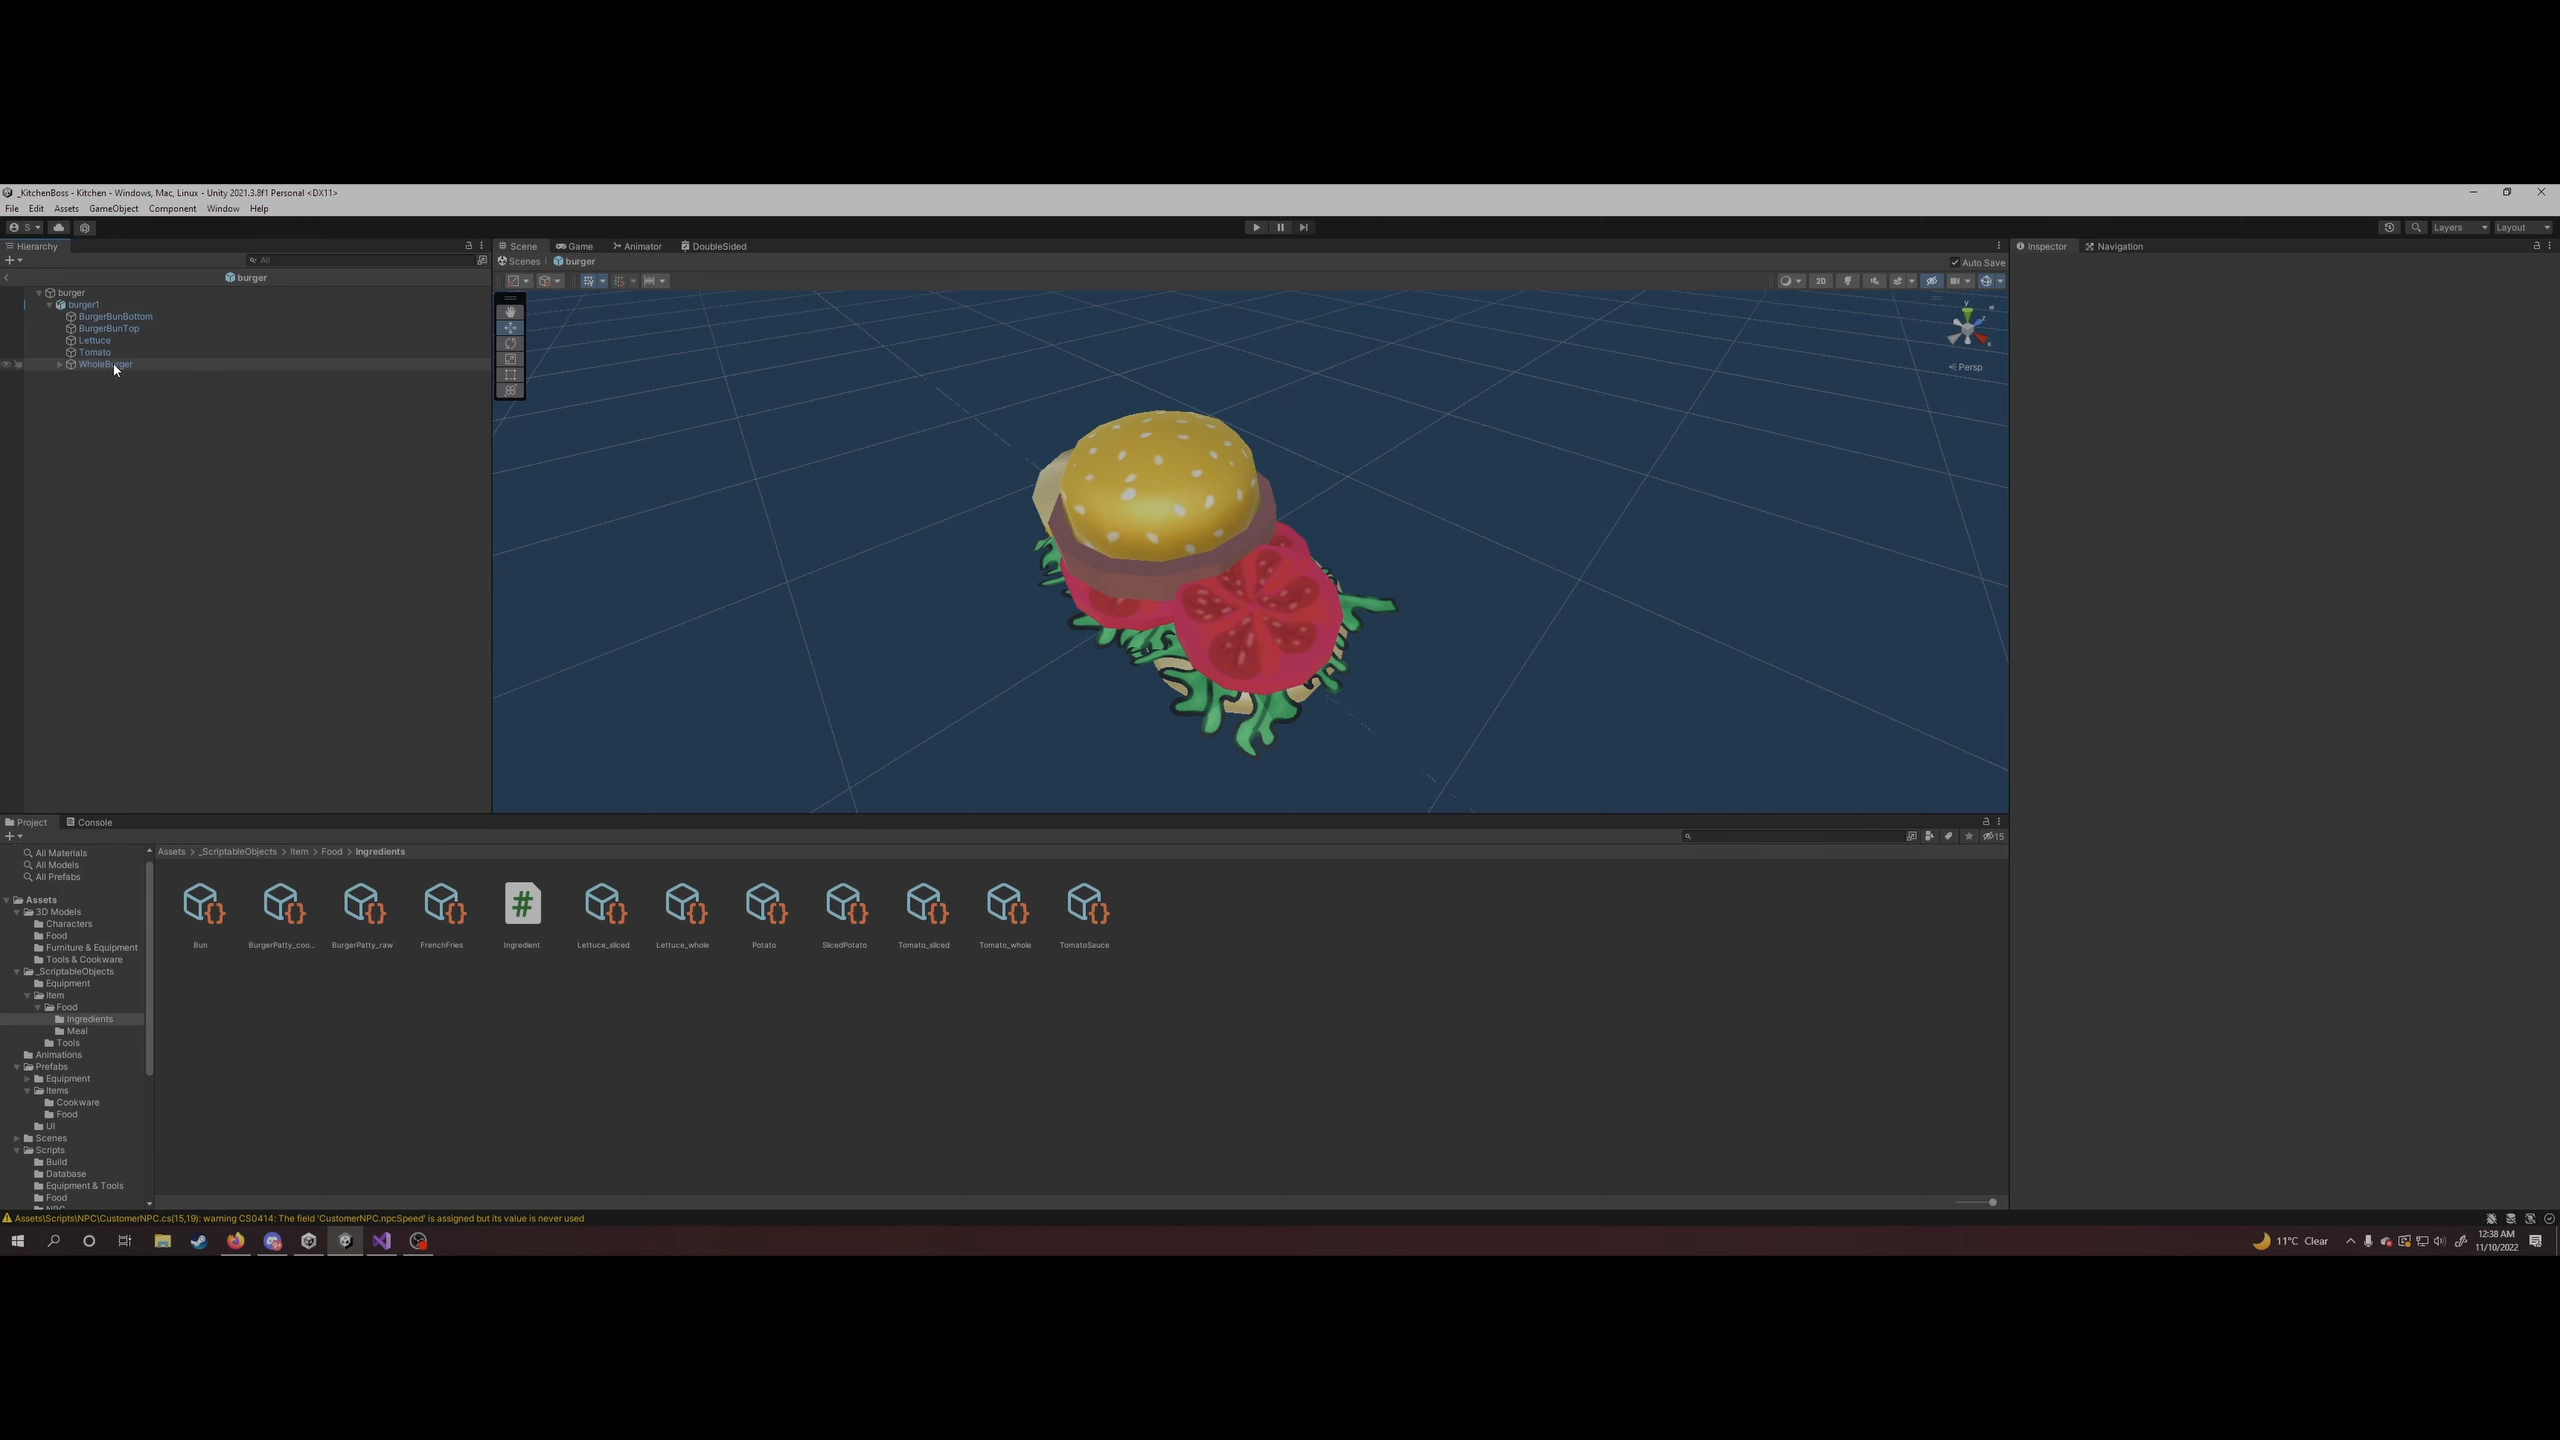 _KitchenBoss - Kitchen - Windows, Mac, Linux - Unity 2021.3.8f1 Personal <DX11>
File Edit Assets GameObject Component Window Help
S Layers Layout
Hierarchy Scene Game Animator DoubleSided Inspector Navigation
All Scenes burger Auto Save
burger
2D
burger
burger1
BurgerBunBottom
BurgerBunTop
Lettuce
Tomato
WholeBurger
y
z
x
Persp
Project Console
15
Assets > _ScriptableObjects > Item > Food > Ingredients
All Materials
All Models
All Prefabs
Assets
3D Models
Characters
Food
Furniture & Equipment
Tools & Cookware
_ScriptableObjects
Equipment
Item
Food
Ingredients
Meal
Tools
Animations
Prefabs
Equipment
Items
Cookware
Food
UI
Scenes
Scripts
Build
Database
Equipment & Tools
Food
Bun BurgerPatty_coo... BurgerPatty_raw FrenchFries Ingredient Lettuce_sliced Lettuce_whole Potato SlicedPotato Tomato_sliced Tomato_whole TomatoSauce
Assets\Scripts\NPC\CustomerNPC.cs(15,19): warning CS0414: The field 'CustomerNPC.npcSpeed' is assigned but its value is never used
11°C Clear
12:38 AM
11/10/2022